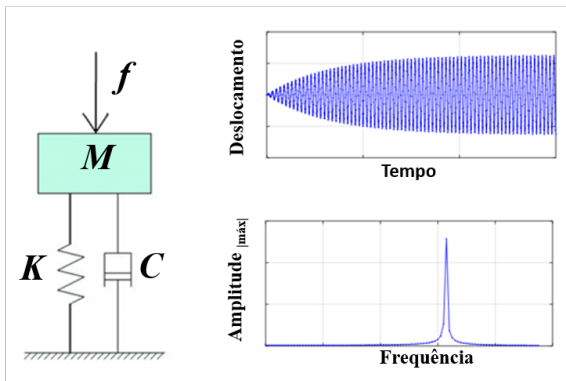 f
M
K
C
Deslocamento
Tempo
Amplitude |máx|
Frequência